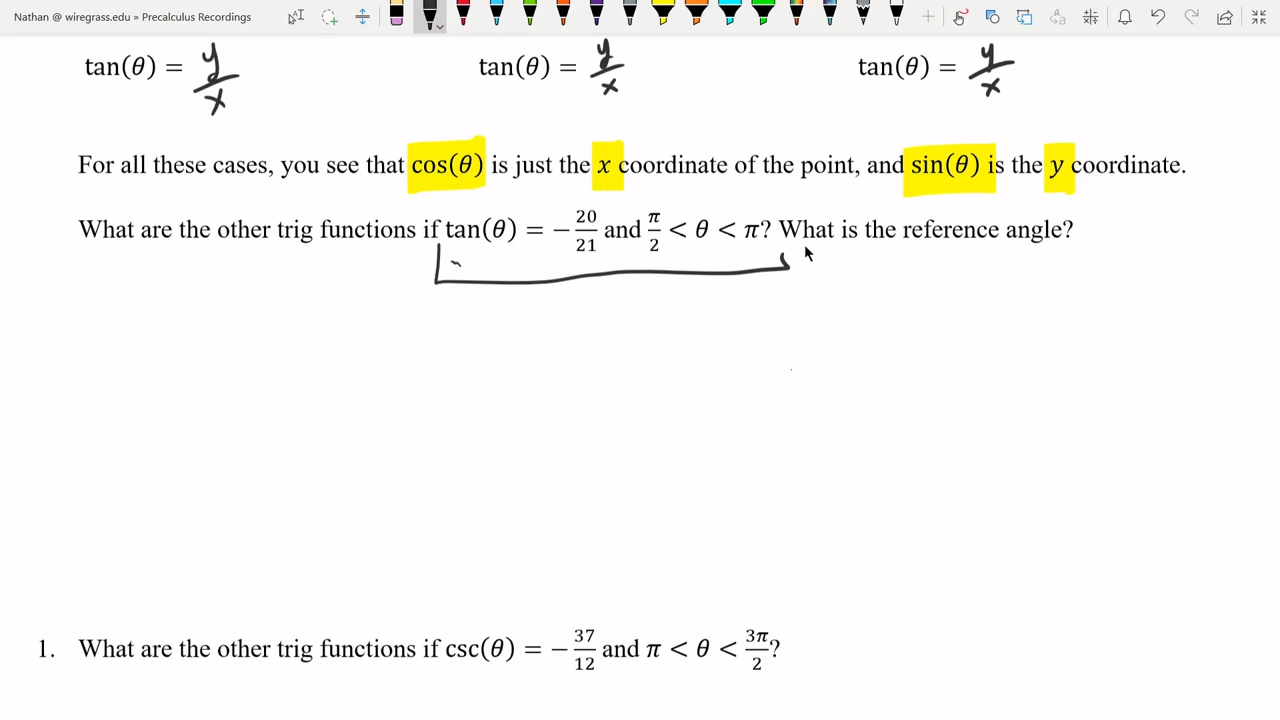 Nathan @ wiregrass.edu » Precalculus Recordings
tan(θ) = y/x tan(θ) = y/x tan(θ) = y/x
For all these cases, you see that cos(θ) is just the x coordinate of the point, and sin(θ) is the y coordinate.
What are the other trig functions if tan(θ) = −20/21 and π/2 < θ < π? What is the reference angle?
1. What are the other trig functions if csc(θ) = −37/12 and π < θ < 3π/2?